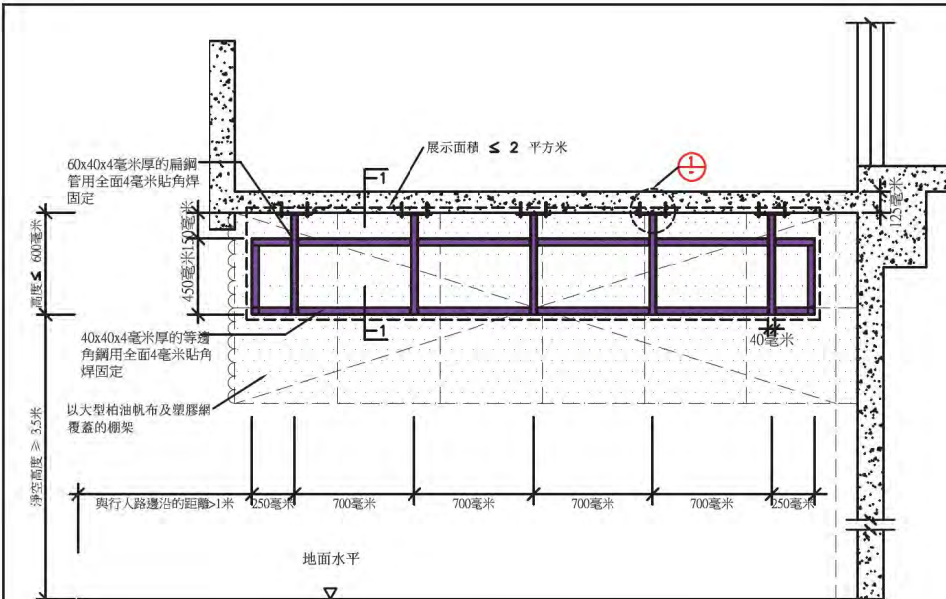 展示面積 ≤ 2 平方米
1
-
1
60x40x4毫米厚的扁鋼
管用全面4毫米貼角焊
固定
125毫米
高度≤ 600毫米
150毫米
450毫米
1
40x40x4毫米厚的等邊
角鋼用全面4毫米貼角
焊固定
40毫米
以大型柏油帆布及塑膠網
覆蓋的棚架
淨空高度 ≥ 3.5米
與行人路邊沿的距離>1米
250毫米
700毫米
700毫米
700毫米
700毫米
250毫米
地面水平